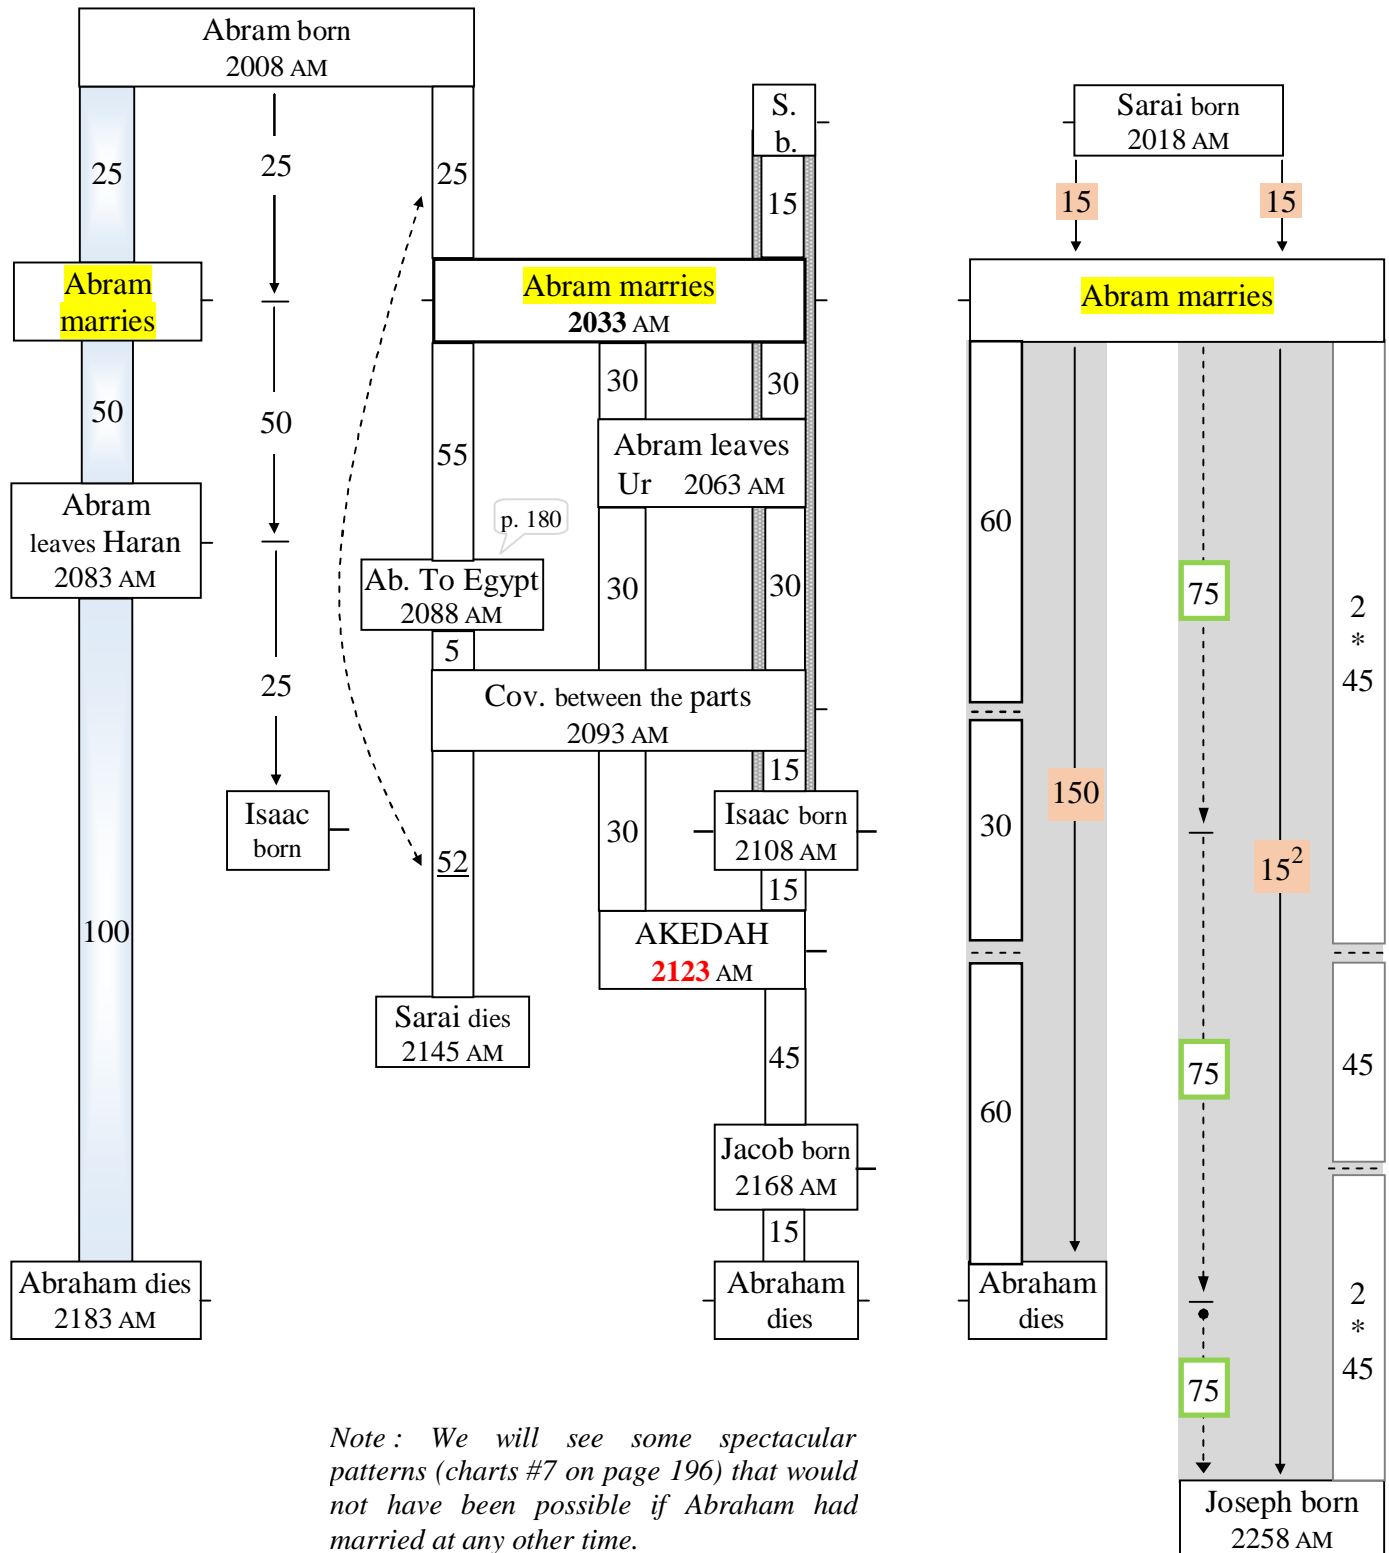 Abram born
2008 AM
S.
b.
Sarai born
2018 AM
25
25
25
15
15
15
Abram
marries
Abram marries
2033 AM
Abram marries
50
50
55
30
30
Abram leaves
Ur 2063 AM
60
Abram
leaves Haran
2083 AM
p. 180
Ab. To Egypt
2088 AM
30
30
75
2
*
45
5
25
Cov. between the parts
2093 AM
15
150
Isaac
born
52
30
Isaac born
2108 AM
30
15²
15
100
AKEDAH
2123 AM
Sarai dies
2145 AM
45
75
45
60
Jacob born
2168 AM
15
Abraham dies
2183 AM
Abraham
dies
Abraham
dies
2
*
45
75
Note : We will see some spectacular
patterns (charts #7 on page 196) that would
not have been possible if Abraham had
married at any other time.
Joseph born
2258 AM